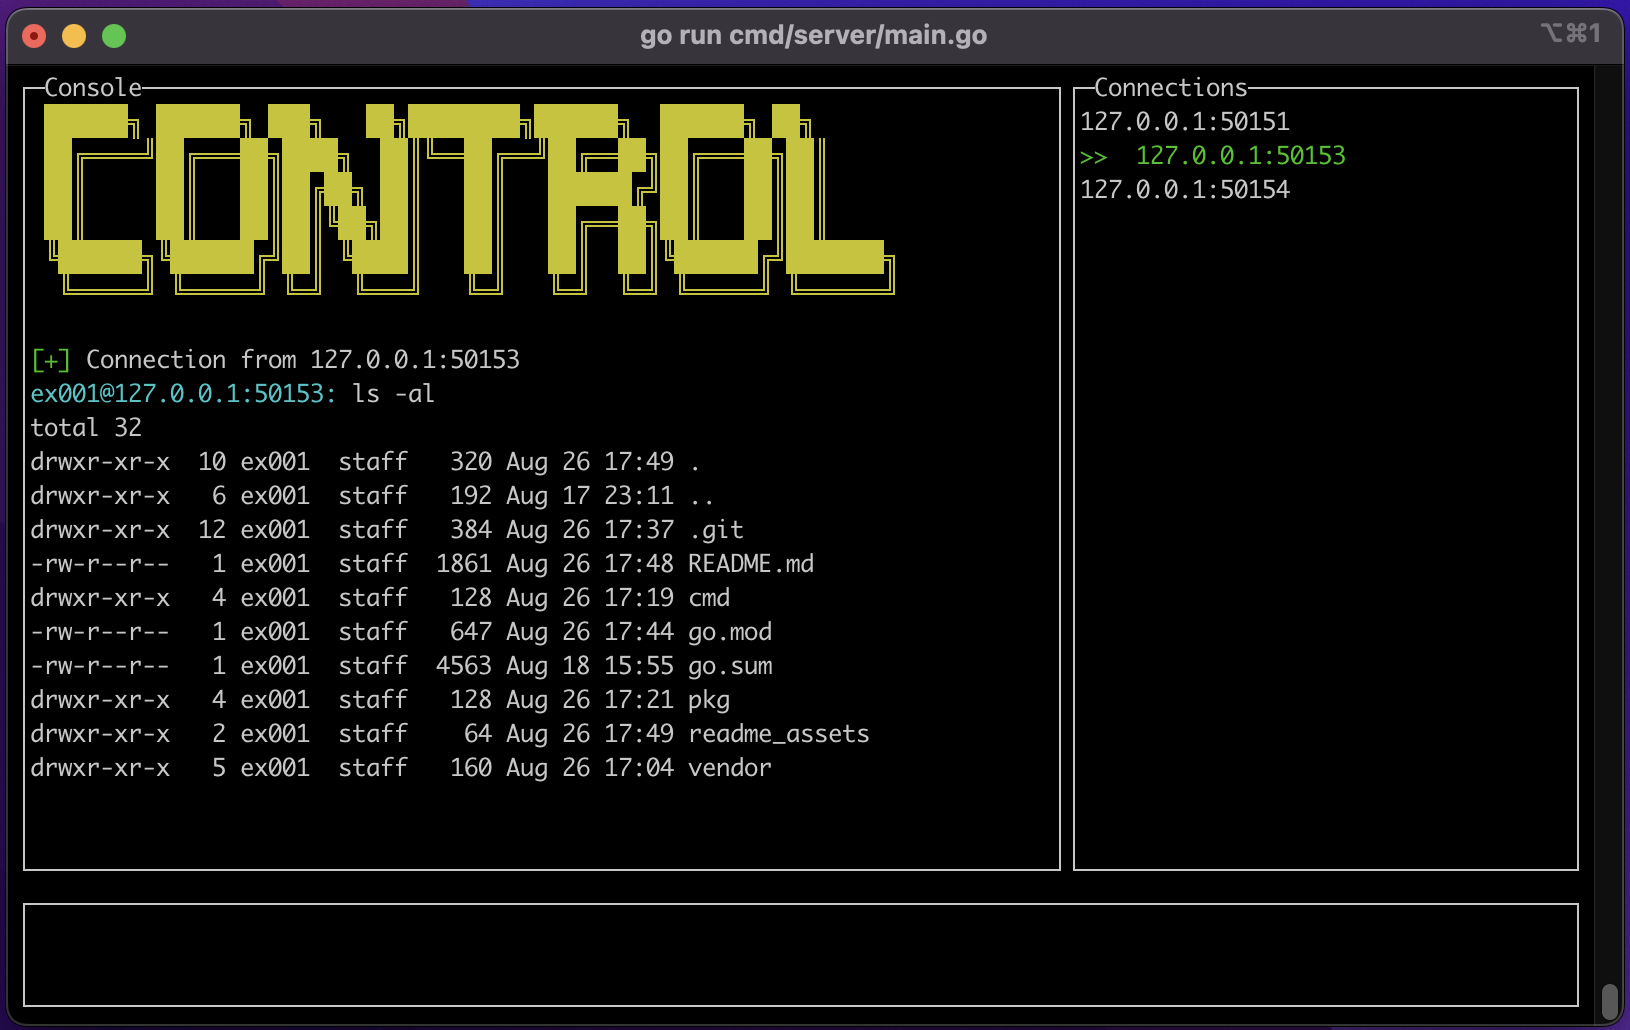 go run cmd/server/main.go
⌥⌘1
Console
CONTROL
[+] Connection from 127.0.0.1:50153
ex001@127.0.0.1:50153: ls -al
total 32
drwxr-xr-x  10 ex001  staff   320 Aug 26 17:49 .
drwxr-xr-x   6 ex001  staff   192 Aug 17 23:11 ..
drwxr-xr-x  12 ex001  staff   384 Aug 26 17:37 .git
-rw-r--r--   1 ex001  staff  1861 Aug 26 17:48 README.md
drwxr-xr-x   4 ex001  staff   128 Aug 26 17:19 cmd
-rw-r--r--   1 ex001  staff   647 Aug 26 17:44 go.mod
-rw-r--r--   1 ex001  staff  4563 Aug 18 15:55 go.sum
drwxr-xr-x   4 ex001  staff   128 Aug 26 17:21 pkg
drwxr-xr-x   2 ex001  staff    64 Aug 26 17:49 readme_assets
drwxr-xr-x   5 ex001  staff   160 Aug 26 17:04 vendor
Connections
127.0.0.1:50151
>>  127.0.0.1:50153
127.0.0.1:50154